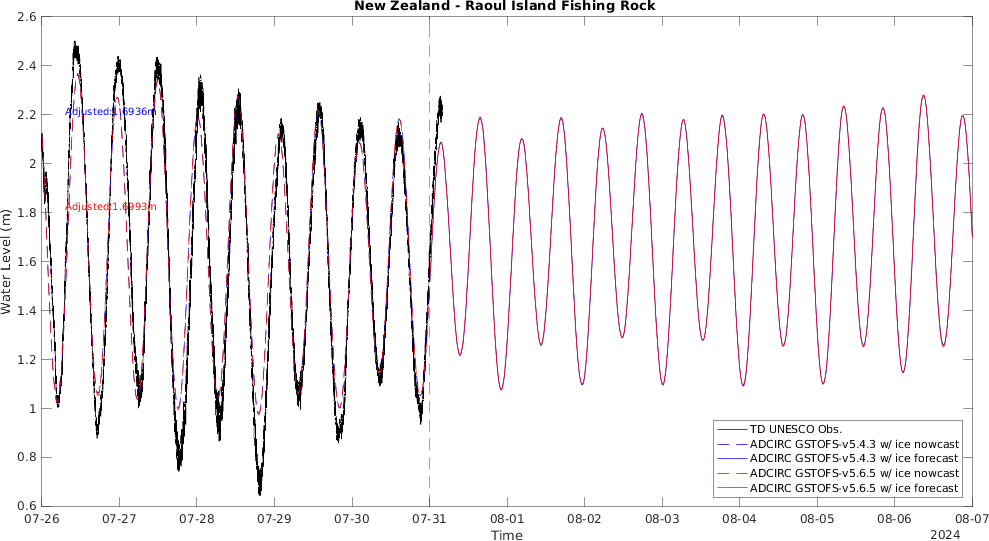 New Zealand - Raoul Island Fishing Rock
2.6
2.4
2.2
2
1.8
1.6
1.4
1.2
1
0.8
0.6
Water Level (m)
Adjusted:1.6936m
Adjusted:1.6993m
TD UNESCO Obs.
ADCIRC GSTOFS-v5.4.3 w/ ice nowcast
ADCIRC GSTOFS-v5.4.3 w/ ice forecast
ADCIRC GSTOFS-v5.6.5 w/ ice nowcast
ADCIRC GSTOFS-v5.6.5 w/ ice forecast
07-26 07-27 07-28 07-29 07-30 07-31 08-01 08-02 08-03 08-04 08-05 08-06 08-07
Time
2024